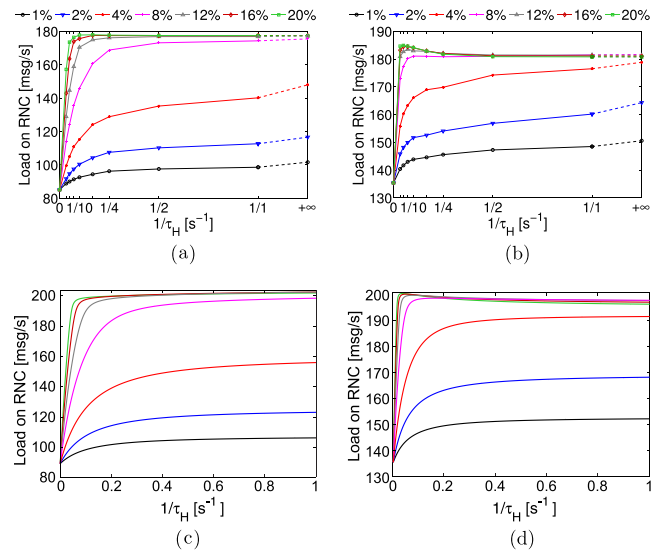 1% 2% 4% 8% 12% 16% 20%
180
160
140
120
100
80
Load on RNC [msg/s]
0 1/10 1/4 1/2 1/1 +∞
1/τH [s⁻¹]
(a)
1% 2% 4% 8% 12% 16% 20%
190
180
170
160
150
140
130
Load on RNC [msg/s]
0 1/10 1/4 1/2 1/1 +∞
1/τH [s⁻¹]
(b)
200
180
160
140
120
100
80
Load on RNC [msg/s]
0 0.2 0.4 0.6 0.8 1
1/τH [s⁻¹]
(c)
200
190
180
170
160
150
140
130
Load on RNC [msg/s]
0 0.2 0.4 0.6 0.8 1
1/τH [s⁻¹]
(d)